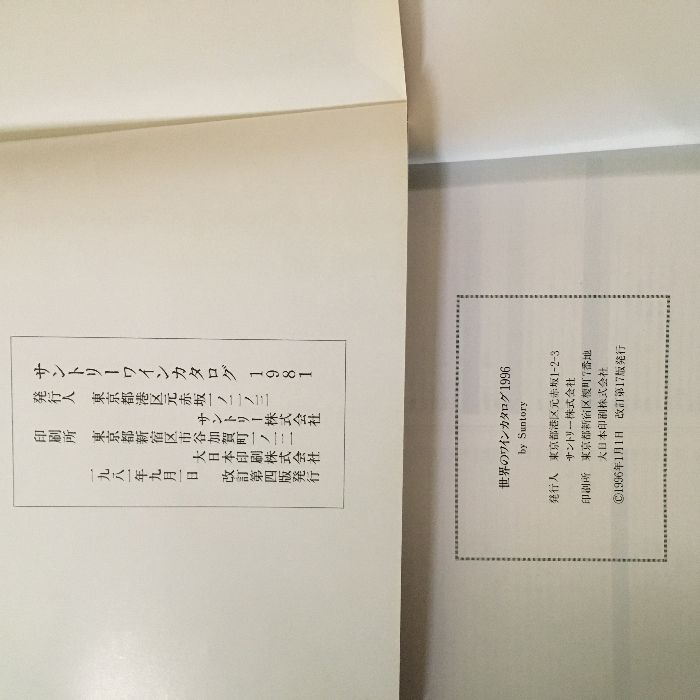 サントリーワインカタログ 1981
発行人 東京都港区元赤坂一ノ二ノ三
サントリー株式会社
印刷所 東京都新宿区市谷加賀町一ノ一二
大日本印刷株式会社
一九八一年九月一日 改訂第四版発行
世界のワインカタログ1996
by Suntory
発行人 東京都港区元赤坂1-2-3
サントリー株式会社
印刷所 東京都新宿区榎町7番地
大日本印刷株式会社
©1996年1月1日 改訂第17版発行